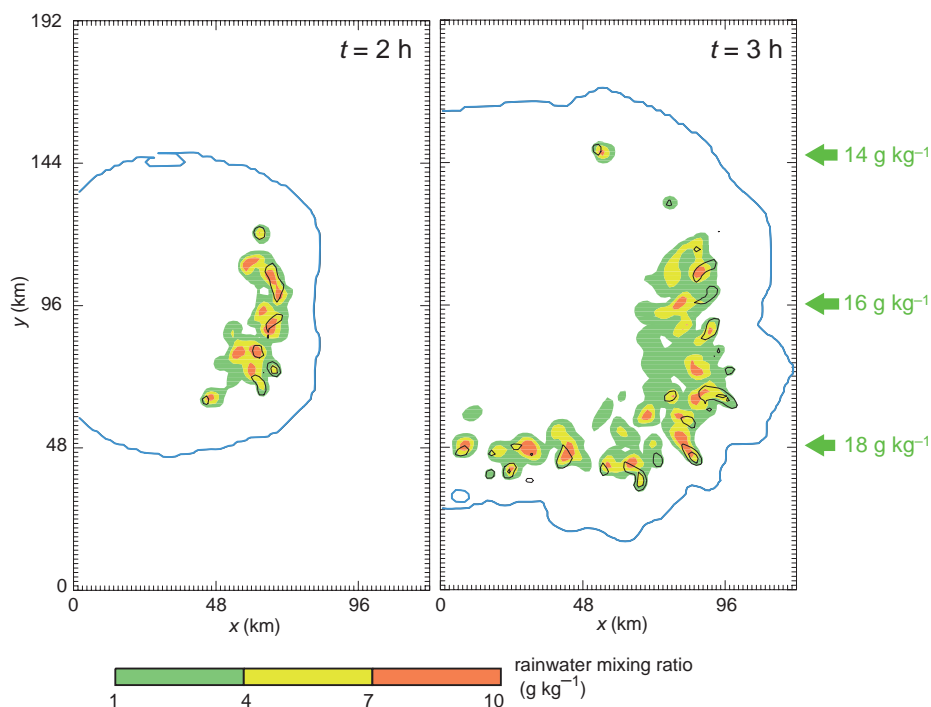 192
144
96
48
0
y (km)
t = 2 h
0
48
96
x (km)
t = 3 h
0
48
96
x (km)
14 g kg⁻¹
16 g kg⁻¹
18 g kg⁻¹
1
4
7
10
rainwater mixing ratio
(g kg⁻¹)